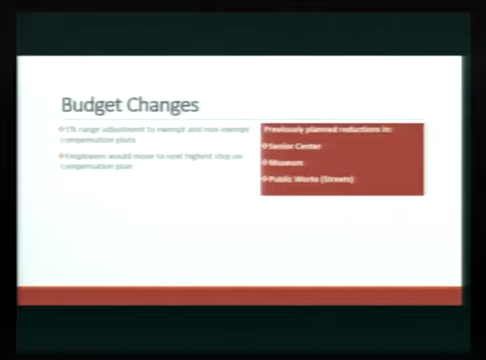 Budget Changes
1% range adjustment to exempt and non-exempt
compensation plans
Employees would move to next highest step on
compensation plan
Previously planned reductions in:
Senior Center
Museum
Public Works (Streets)